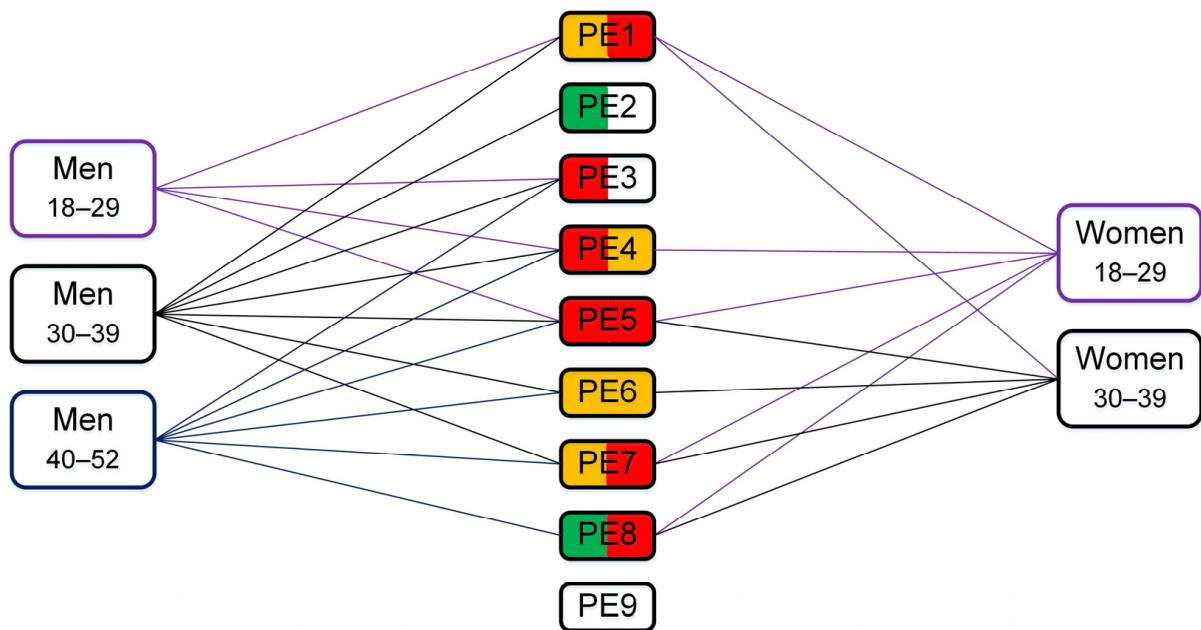 Men
18–29
Men
30–39
Men
40–52
PE1
PE2
PE3
PE4
PE5
PE6
PE7
PE8
PE9
Women
18–29
Women
30–39